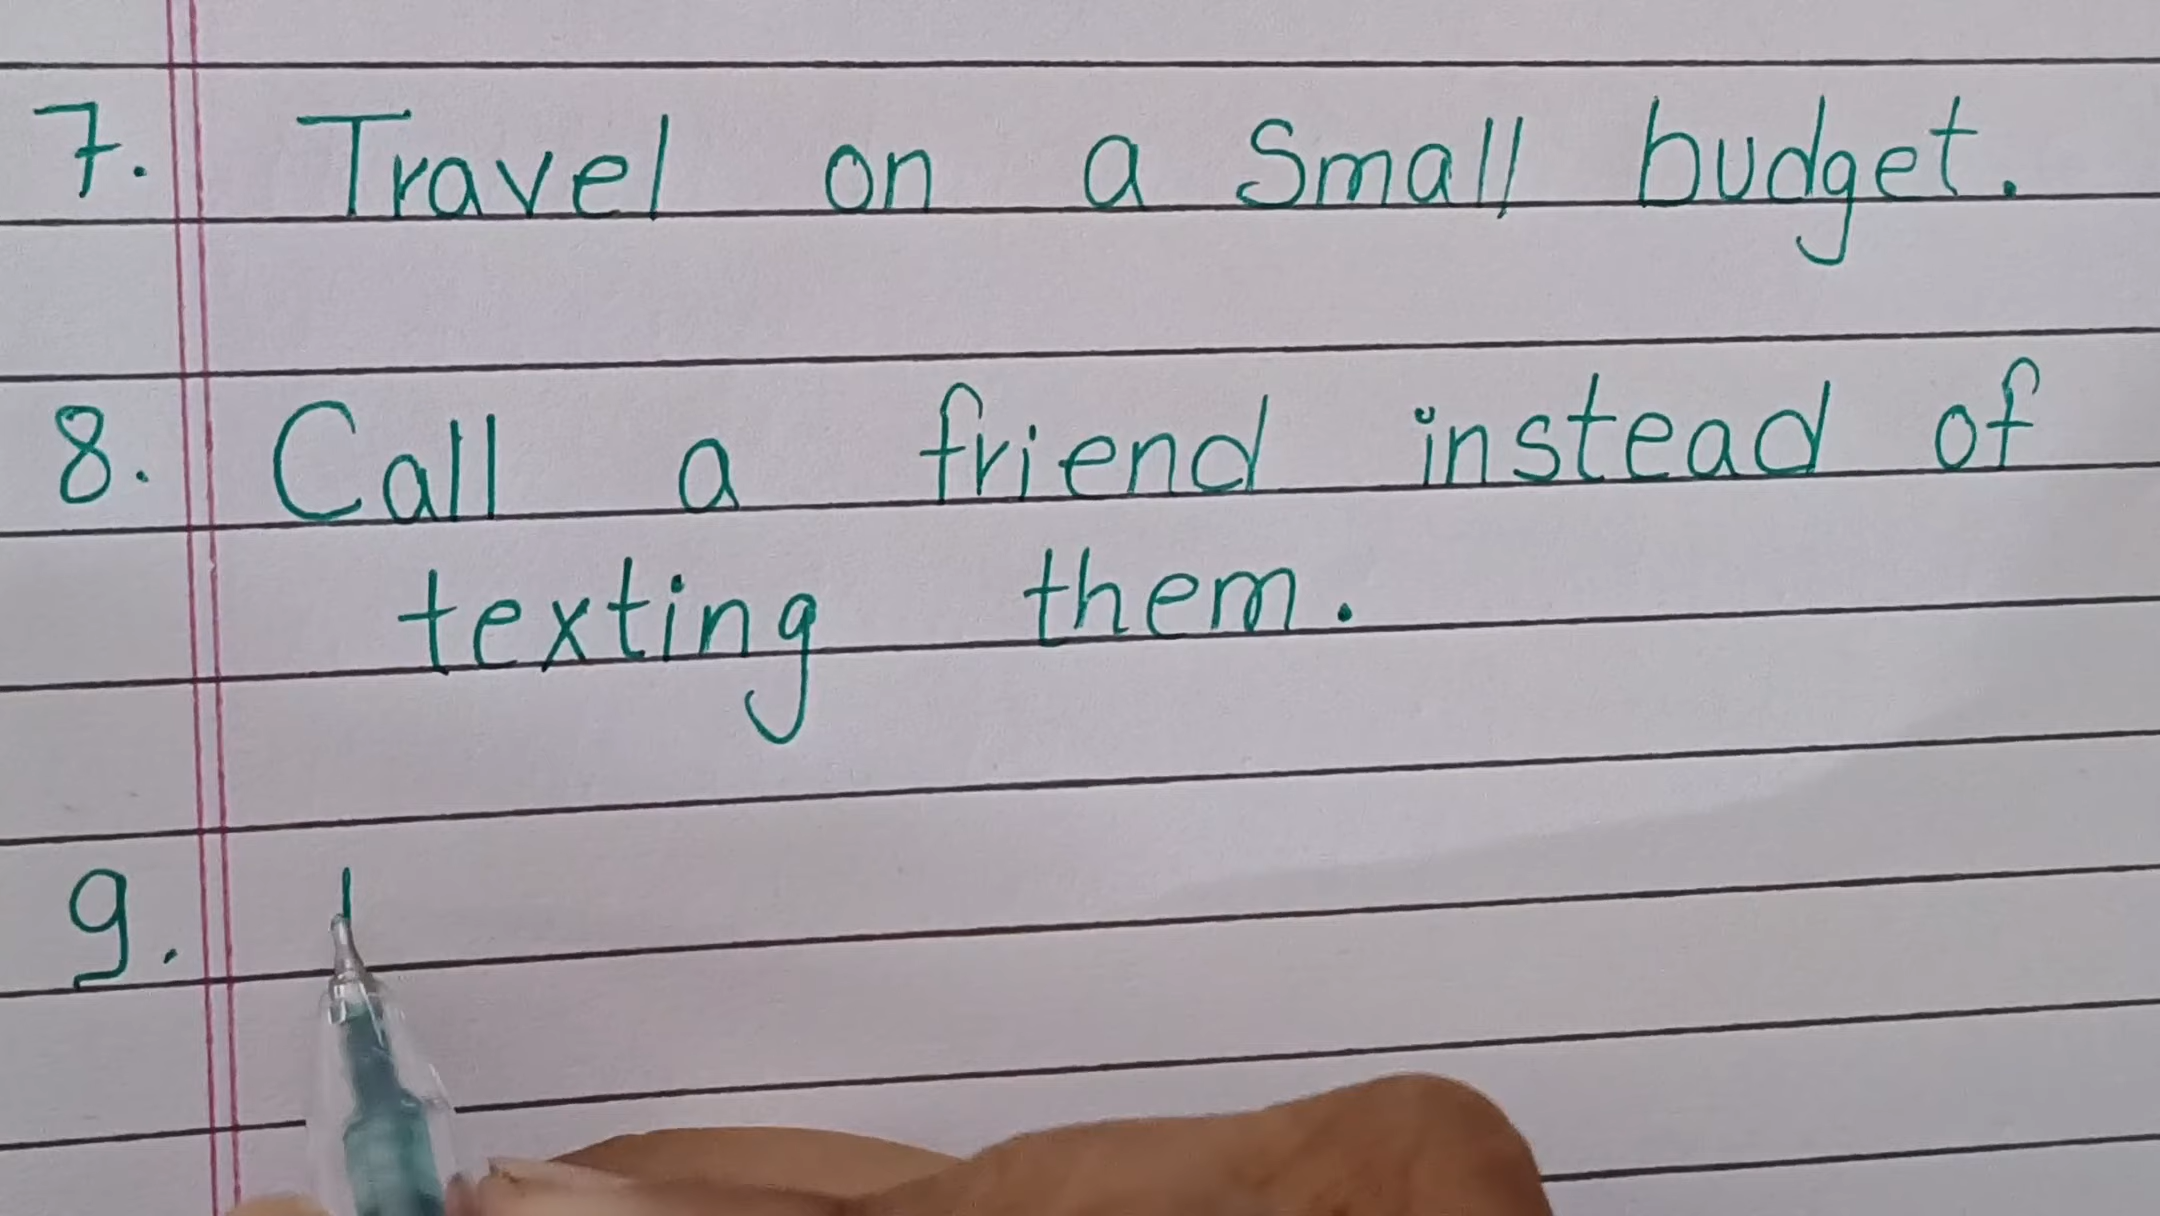 7. Travel on a Small budget.
8. Call a friend instead of
texting them.
9.